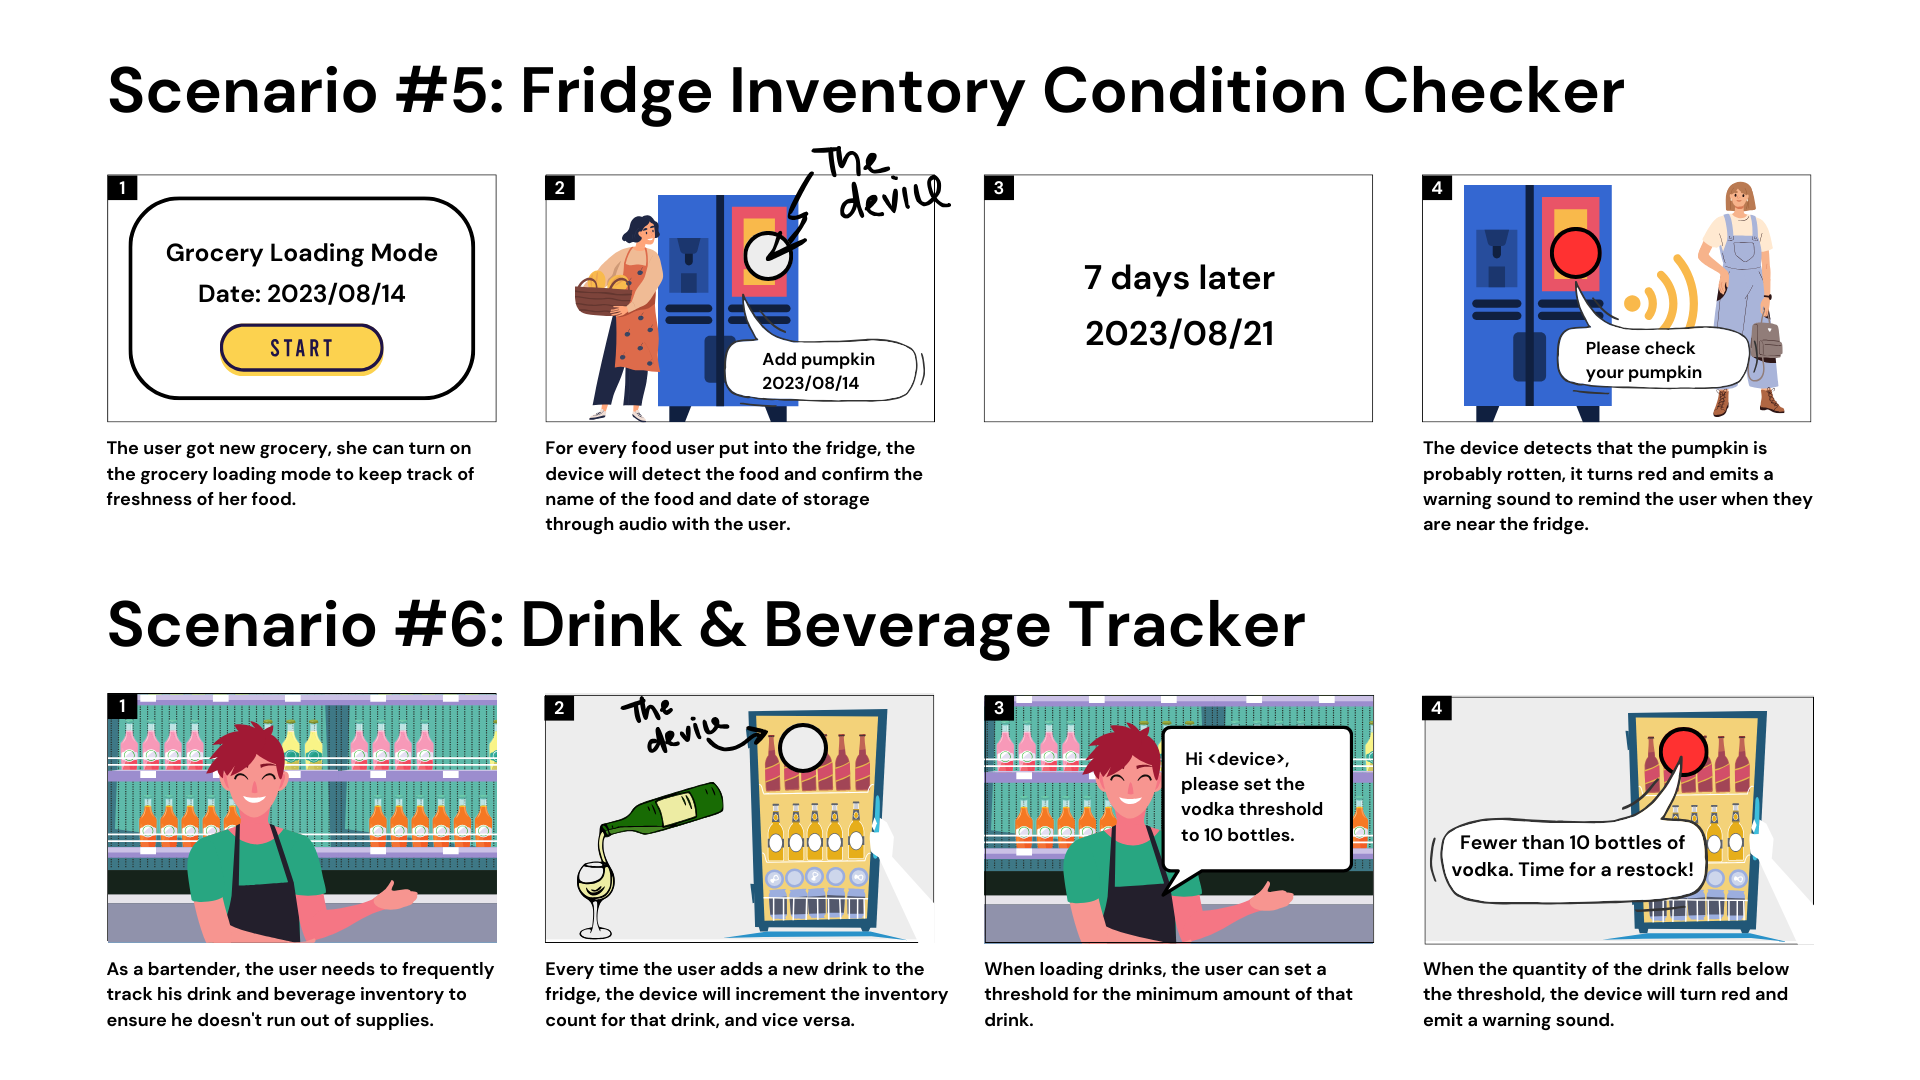 Scenario #5: Fridge Inventory Condition Checker
1
Grocery Loading Mode
Date: 2023/08/14
START
The user got new grocery, she can turn on
the grocery loading mode to keep track of
freshness of her food.
2
The
device
Add pumpkin
2023/08/14
For every food user put into the fridge, the
device will detect the food and confirm the
name of the food and date of storage
through audio with the user.
3
7 days later
2023/08/21
4
Please check
your pumpkin
The device detects that the pumpkin is
probably rotten, it turns red and emits a
warning sound to remind the user when they
are near the fridge.
Scenario #6: Drink & Beverage Tracker
1
As a bartender, the user needs to frequently
track his drink and beverage inventory to
ensure he doesn't run out of supplies.
2
The
device
Every time the user adds a new drink to the
fridge, the device will increment the inventory
count for that drink, and vice versa.
3
Hi <device>,
please set the
vodka threshold
to 10 bottles.
When loading drinks, the user can set a
threshold for the minimum amount of that
drink.
4
Fewer than 10 bottles of
vodka. Time for a restock!
When the quantity of the drink falls below
the threshold, the device will turn red and
emit a warning sound.